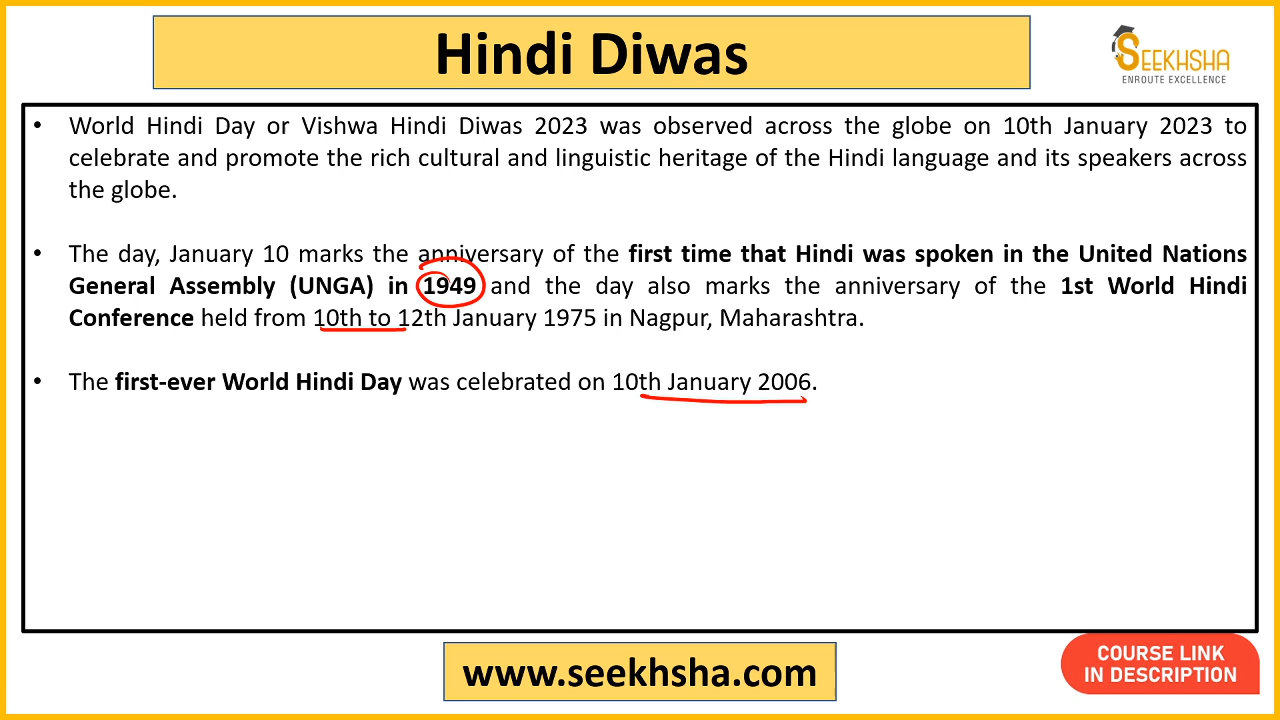 Hindi Diwas
SEEKHSHA
ENROUTE EXCELLENCE
• World Hindi Day or Vishwa Hindi Diwas 2023 was observed across the globe on 10th January 2023 to
celebrate and promote the rich cultural and linguistic heritage of the Hindi language and its speakers across
the globe.
• The day, January 10 marks the anniversary of the first time that Hindi was spoken in the United Nations
General Assembly (UNGA) in 1949 and the day also marks the anniversary of the 1st World Hindi
Conference held from 10th to 12th January 1975 in Nagpur, Maharashtra.
• The first-ever World Hindi Day was celebrated on 10th January 2006.
www.seekhsha.com
COURSE LINK
IN DESCRIPTION